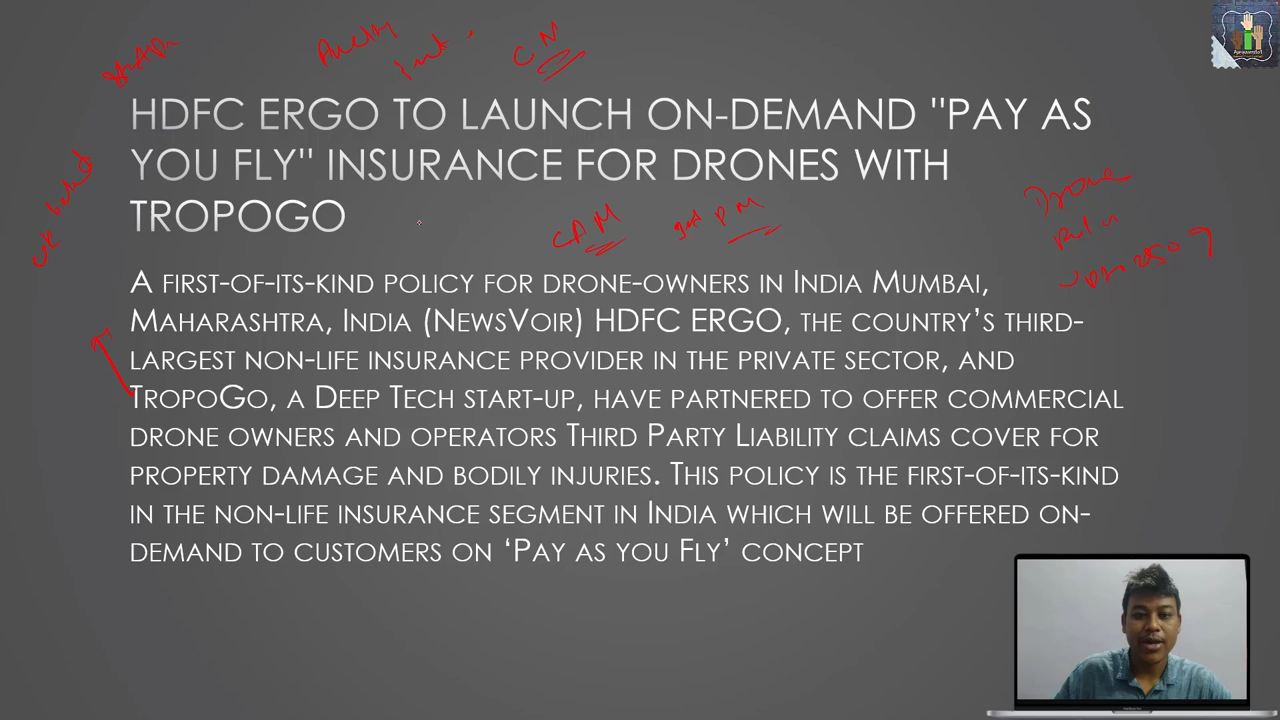 CM
HDFC ERGO TO LAUNCH ON-DEMAND "PAY AS
YOU FLY" INSURANCE FOR DRONES WITH
TROPOGO
Drone
A FIRST-OF-ITS-KIND POLICY FOR DRONE-OWNERS IN INDIA MUMBAI,
MAHARASHTRA, INDIA (NEWSVOIR) HDFC ERGO, THE COUNTRY’S THIRD-
LARGEST NON-LIFE INSURANCE PROVIDER IN THE PRIVATE SECTOR, AND
TROPOGO, A DEEP TECH START-UP, HAVE PARTNERED TO OFFER COMMERCIAL
DRONE OWNERS AND OPERATORS THIRD PARTY LIABILITY CLAIMS COVER FOR
PROPERTY DAMAGE AND BODILY INJURIES. THIS POLICY IS THE FIRST-OF-ITS-KIND
IN THE NON-LIFE INSURANCE SEGMENT IN INDIA WHICH WILL BE OFFERED ON-
DEMAND TO CUSTOMERS ON ‘PAY AS YOU FLY’ CONCEPT